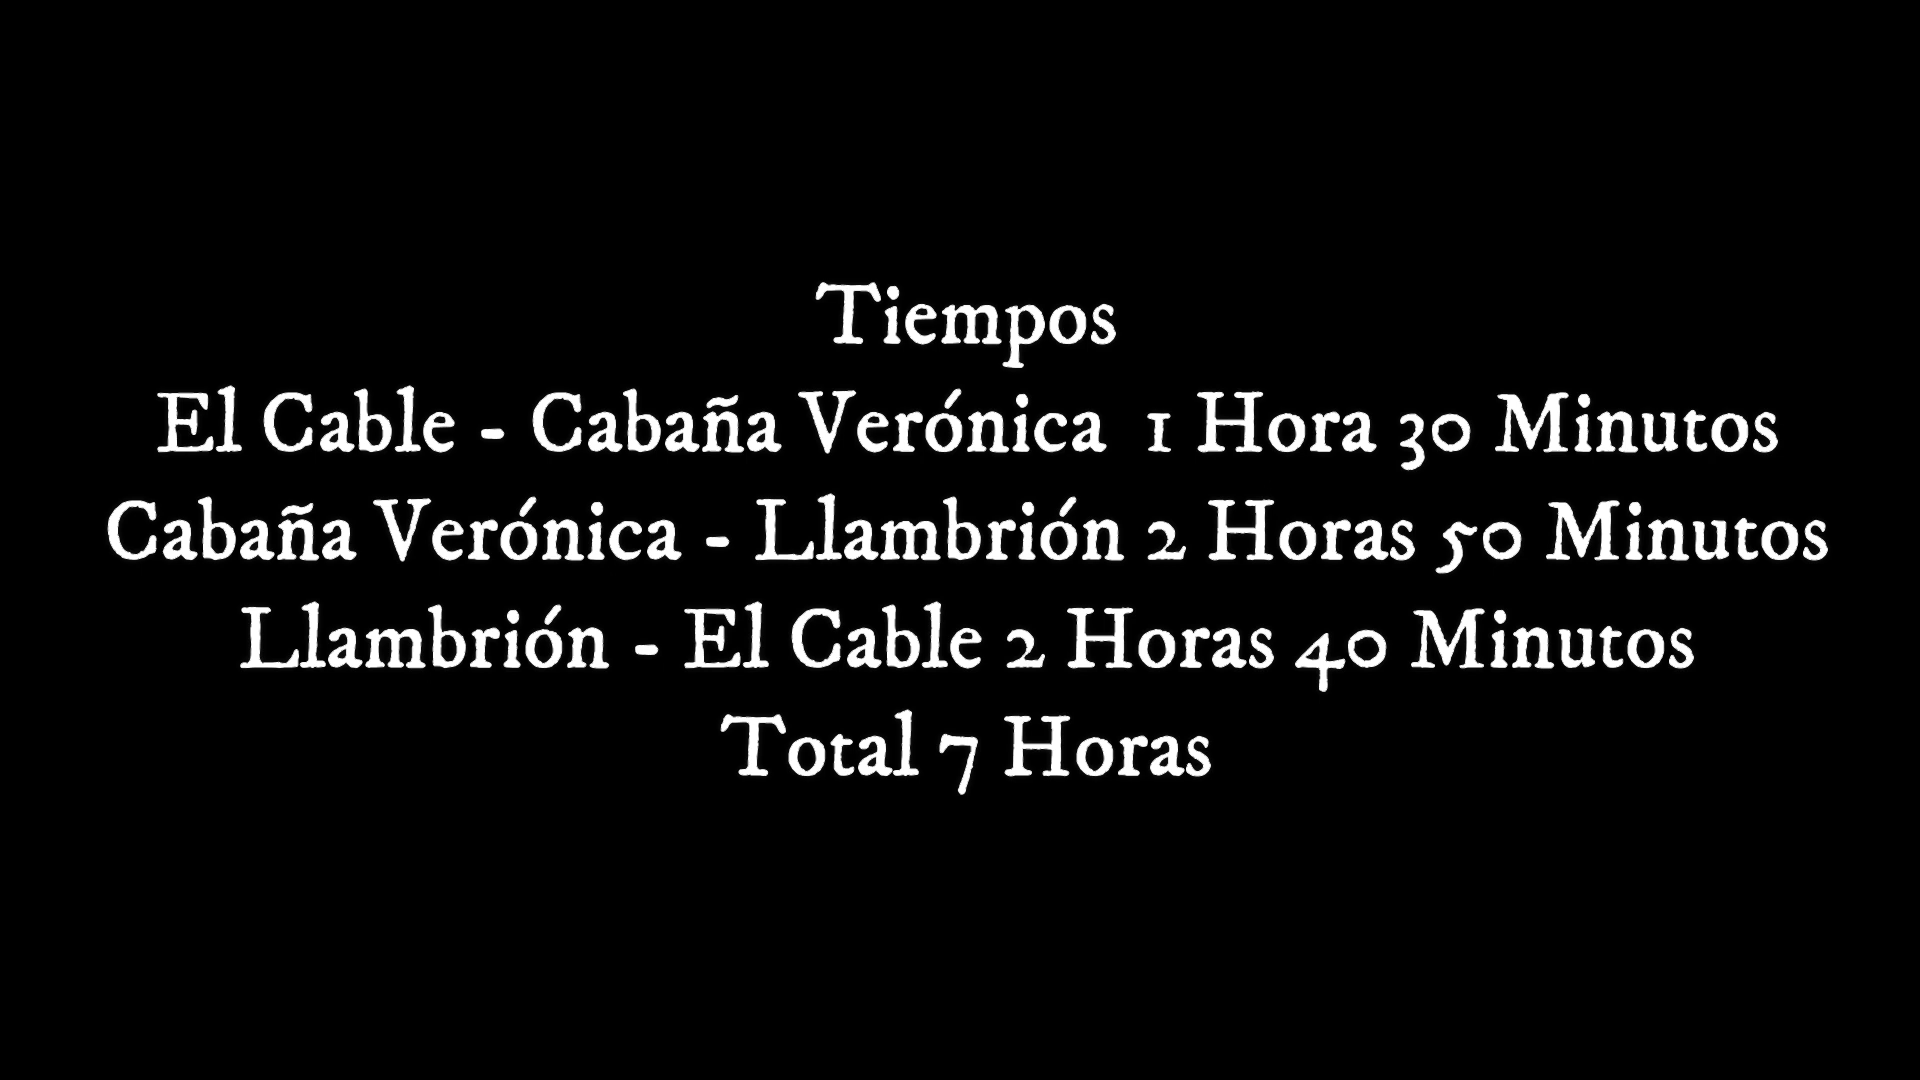 Tiempos
El Cable - Cabaña Verónica  1 Hora 30 Minutos
Cabaña Verónica - Llambrión 2 Horas 50 Minutos
Llambrión - El Cable 2 Horas 40 Minutos
Total 7 Horas